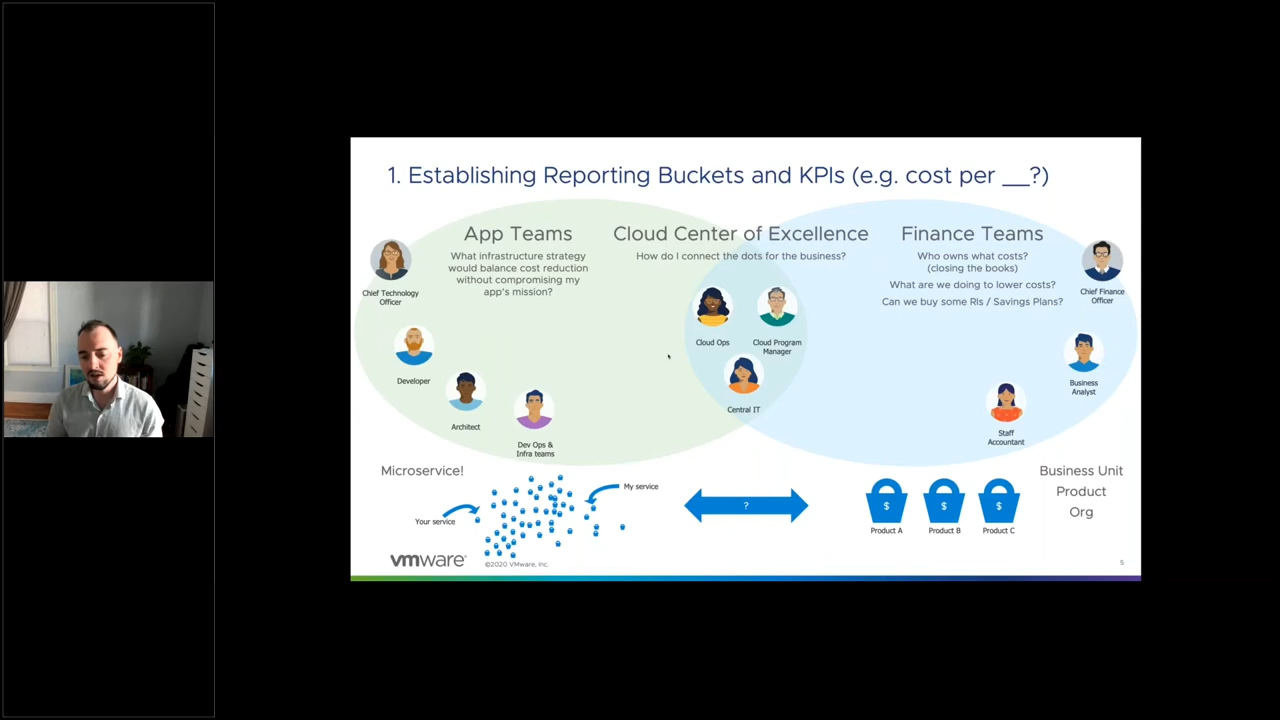 1. Establishing Reporting Buckets and KPIs (e.g. cost per __?)
App Teams
What infrastructure strategy
would balance cost reduction
without compromising my
app's mission?
Cloud Center of Excellence
How do I connect the dots for the business?
Finance Teams
Who owns what costs?
(closing the books)
What are we doing to lower costs?
Can we buy some RIs / Savings Plans?
Chief Technology
Officer
Developer
Architect
Dev Ops &
Infra teams
Cloud Ops
Cloud Program
Manager
Central IT
Chief Finance
Officer
Business
Analyst
Staff
Accountant
Microservice!
Your service
My service
?
$
$
$
Product A
Product B
Product C
Business Unit
Product
Org
vmware®
©2020 VMware, Inc.
5